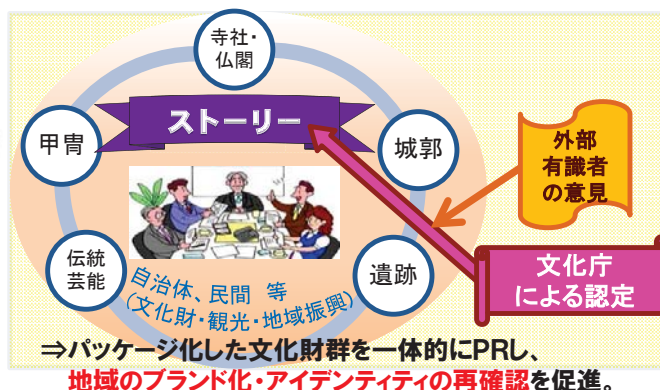 寺社・
仏閣
ストーリー
甲冑
城郭
外部
有識者
の意見
伝統
芸能
遺跡
自治体、民間 等
(文化財・観光・地域振興)
文化庁
による認定
⇒パッケージ化した文化財群を一体的にPRし、
地域のブランド化・アイデンティティの再確認を促進。